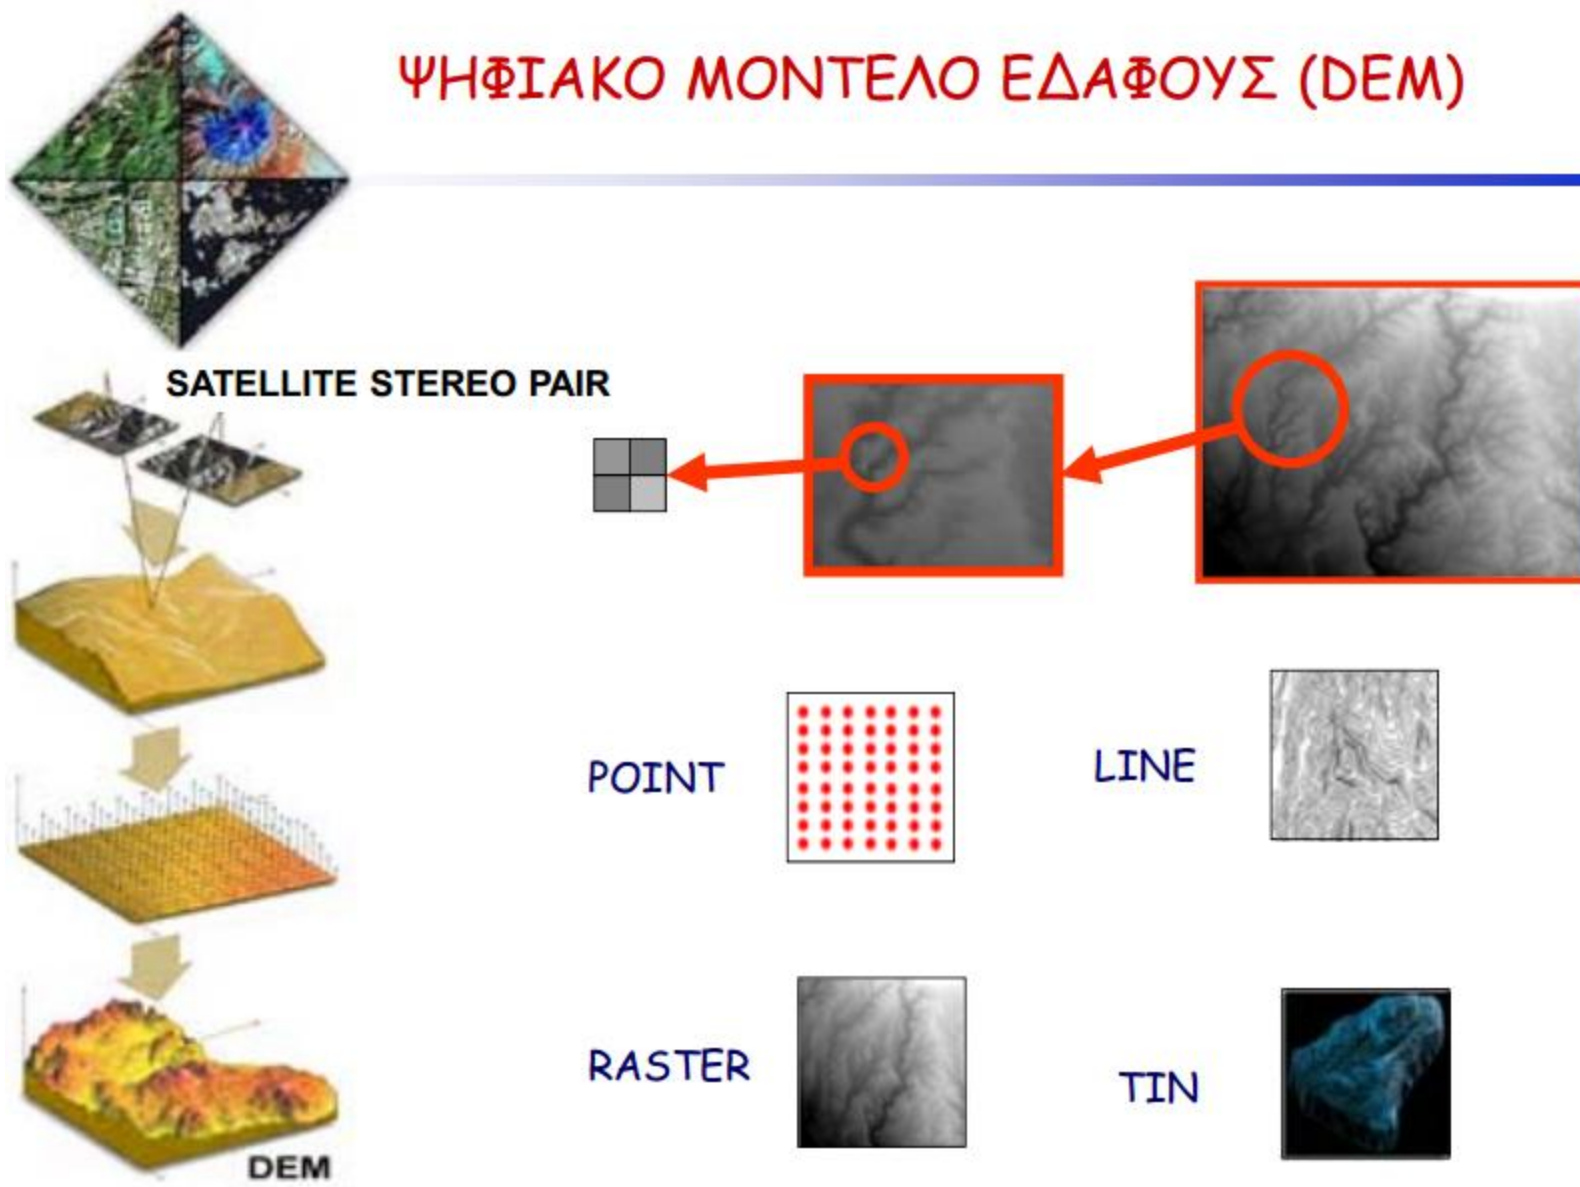 ΨΗΦΙΑΚΟ ΜΟΝΤΕΛΟ ΕΔΑΦΟΥΣ (DEM)
SATELLITE STEREO PAIR
POINT
LINE
RASTER
TIN
DEM